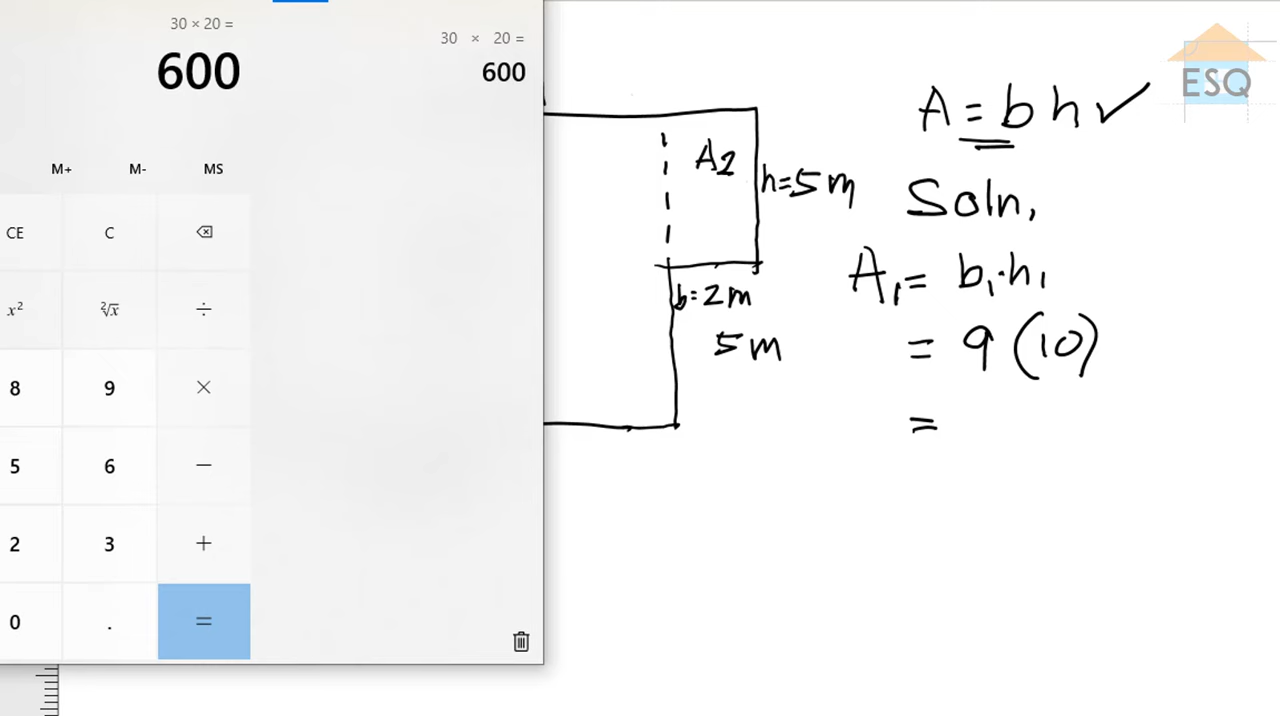 30 × 20 =
600
30 × 20 =
600
M+ M- MS
CE C
x² ²√x ÷
8 9 ×
5 6 −
2 3 +
0 . =
A2
h=5m
b=2m
5m
ESQ
A = bh✓
Soln,
A₁ = b₁·h₁
= 9(10)
=